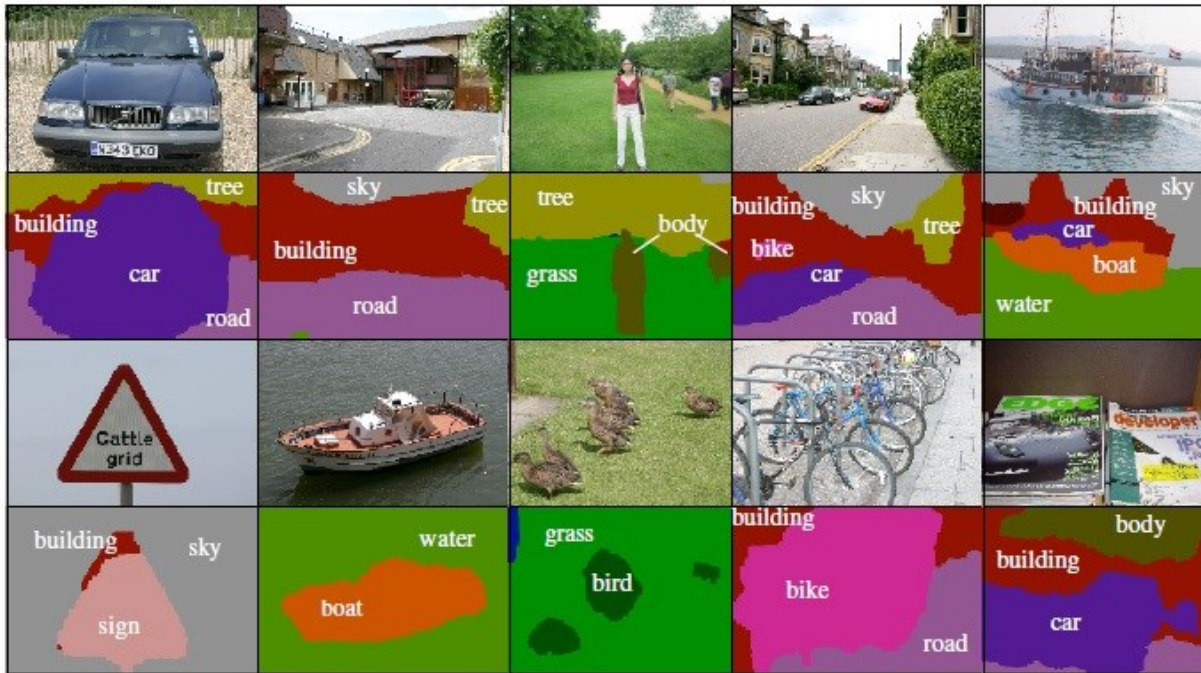 N343 EKO
tree
building
car
road
sky
tree
building
road
tree
body
grass
building
sky
tree
bike
car
road
sky
building
car
boat
water
Cattle
grid
EDGE
developer
building
sky
sign
water
boat
grass
bird
building
bike
road
body
building
car